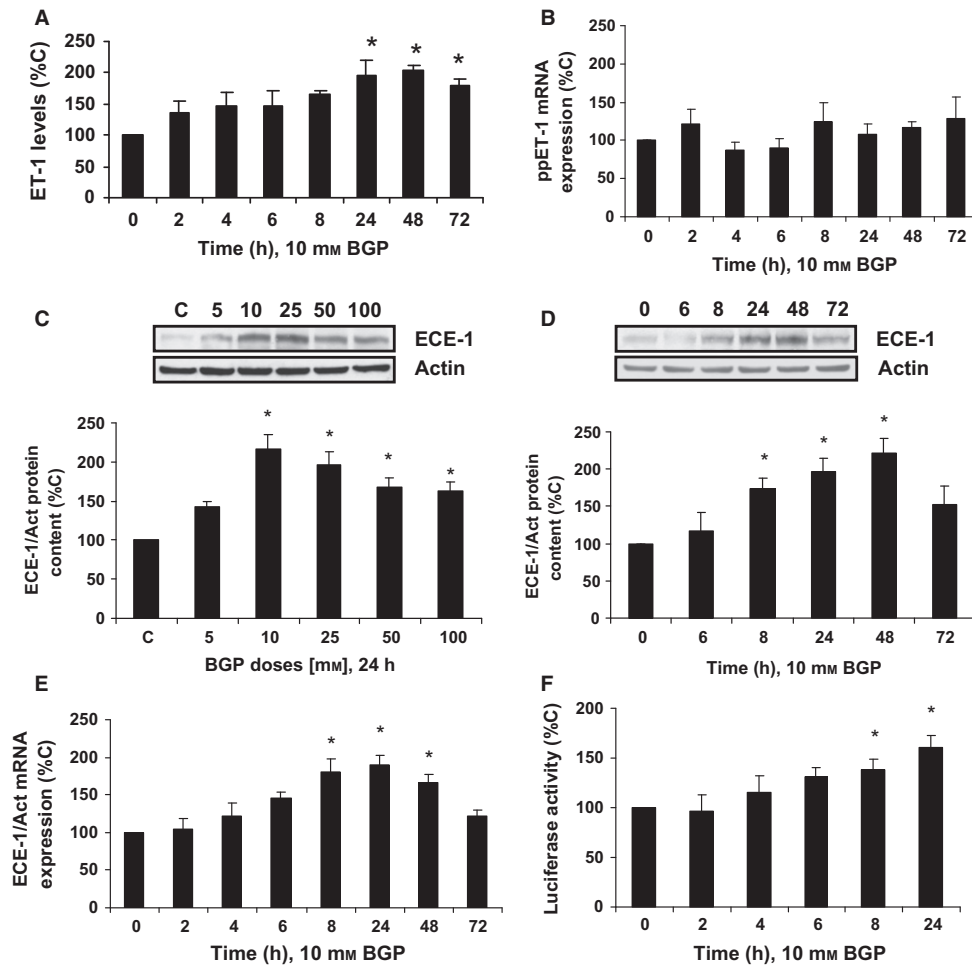 A
ET-1 levels (%C)
250
200
150
100
50
0
* * *
0 2 4 6 8 24 48 72
Time (h), 10 mM BGP
B
ppET-1 mRNA
expression (%C)
250
200
150
100
50
0
0 2 4 6 8 24 48 72
Time (h), 10 mM BGP
C
C 5 10 25 50 100
ECE-1
Actin
ECE-1/Act protein
content (%C)
250
200
150
100
50
0
* * * *
C 5 10 25 50 100
BGP doses [mM], 24 h
D
0 6 8 24 48 72
ECE-1
Actin
ECE-1/Act protein
content (%C)
250
200
150
100
50
0
* * *
0 6 8 24 48 72
Time (h), 10 mM BGP
E
ECE-1/Act mRNA
expression (%C)
250
200
150
100
50
0
* * *
0 2 4 6 8 24 48 72
Time (h), 10 mM BGP
F
Luciferase activity (%C)
200
150
100
50
0
* *
0 2 4 6 8 24
Time (h), 10 mM BGP